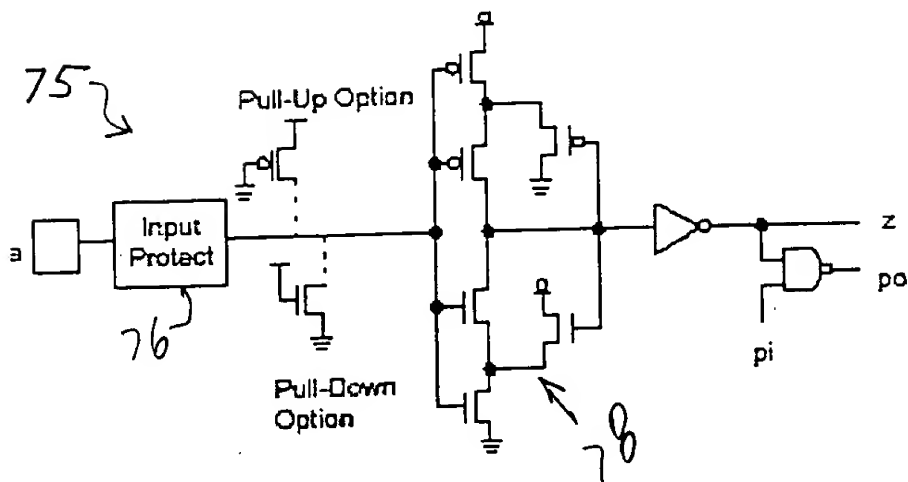 75
Pull-Up Option
a
Input
Protect
76
Pull-Down
Option
78
z
po
pi